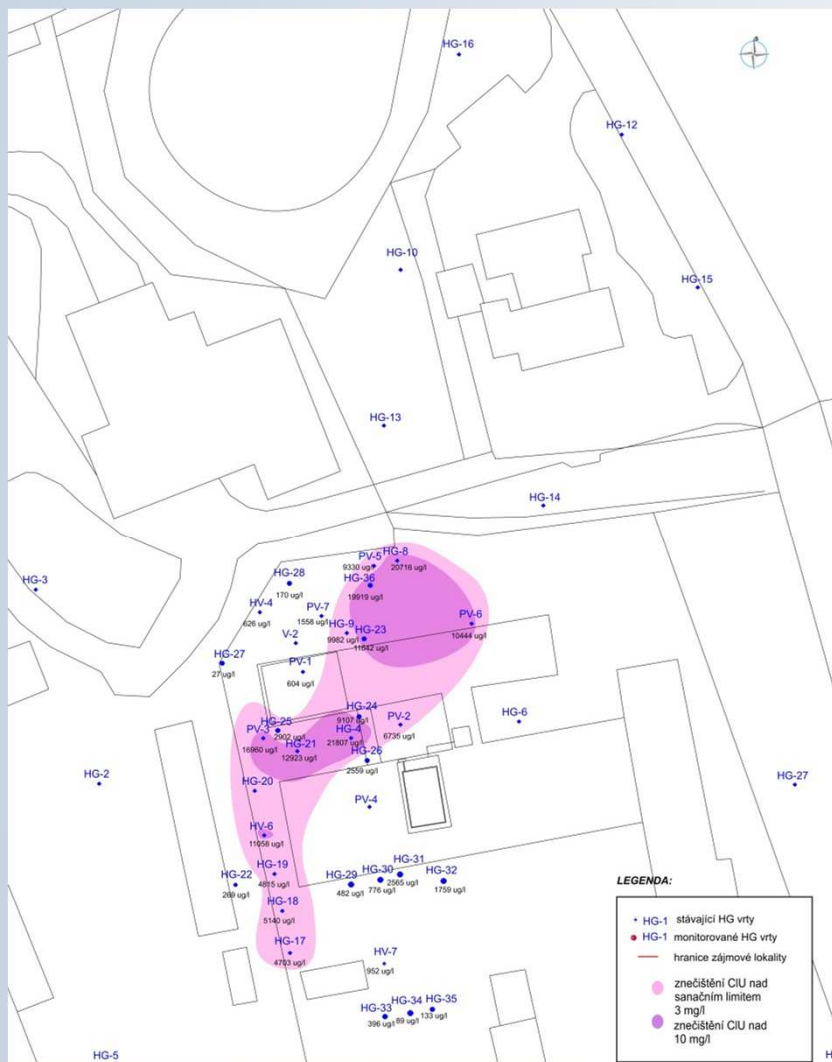 HG-16
HG-12
HG-10
HG-15
HG-13
HG-14
PV-5
HG-8
9330 ug/l
20716 ug/l
HG-3
HG-28
170 ug/l
HG-36
19919 ug/l
HV-4
626 ug/l
PV-7
1558 ug/l
PV-6
10444 ug/l
HG-9
9982 ug/l
HG-23
11642 ug/l
V-2
HG-27
27 ug/l
PV-1
604 ug/l
HG-24
9107 ug/l
PV-2
6735 ug/l
HG-6
HG-25
2902 ug/l
PV-3
16960 ug/l
HG-4
21807 ug/l
HG-21
12923 ug/l
HG-26
2559 ug/l
HG-2
HG-20
HG-27
PV-4
HV-6
11058 ug/l
HG-19
4815 ug/l
HG-22
269 ug/l
HG-29
482 ug/l
HG-30
776 ug/l
HG-31
2565 ug/l
HG-32
1759 ug/l
HG-18
5140 ug/l
HG-17
4703 ug/l
HV-7
952 ug/l
HG-33
396 ug/l
HG-34
89 ug/l
HG-35
133 ug/l
HG-5
LEGENDA:
HG-1 stávající HG vrty
HG-1 monitorované HG vrty
hranice zájmové lokality
znečištění ClU nad
sanačním limitem
3 mg/l
znečištění ClU nad
10 mg/l